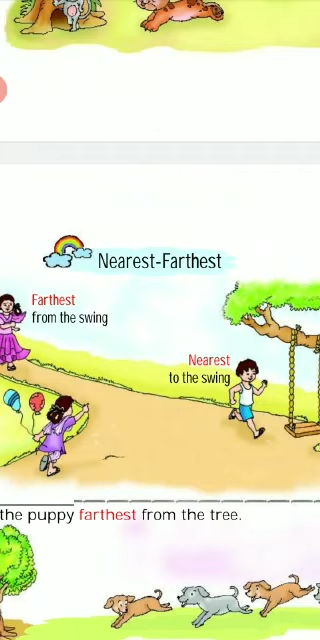 Nearest-Farthest
Farthest
from the swing
Nearest
to the swing
the puppy farthest from the tree.